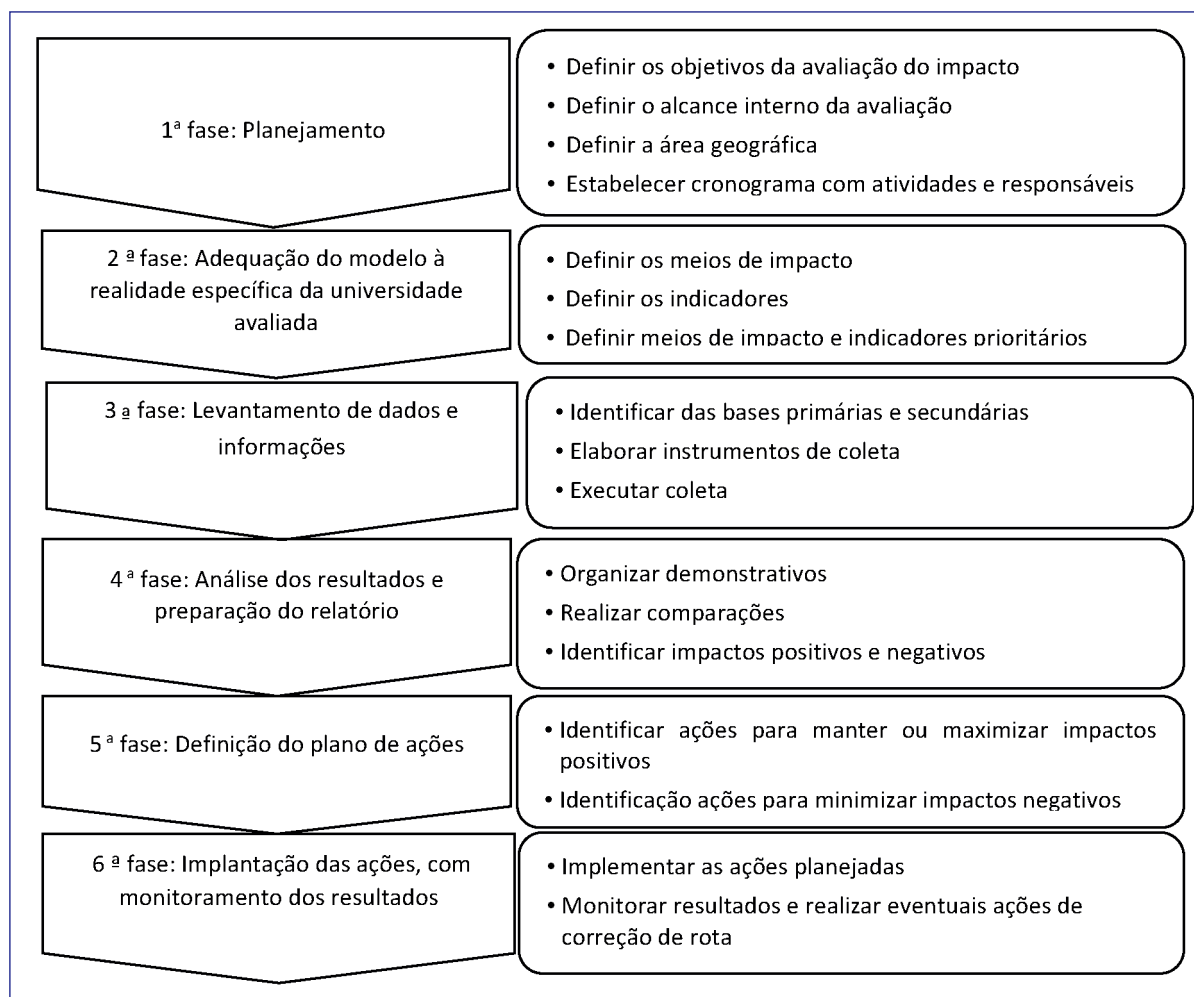 1ª fase: Planejamento
• Definir os objetivos da avaliação do impacto
• Definir o alcance interno da avaliação
• Definir a área geográfica
• Estabelecer cronograma com atividades e responsáveis
2 ª fase: Adequação do modelo à
realidade específica da universidade
avaliada
• Definir os meios de impacto
• Definir os indicadores
• Definir meios de impacto e indicadores prioritários
3 ª fase: Levantamento de dados e
informações
• Identificar das bases primárias e secundárias
• Elaborar instrumentos de coleta
• Executar coleta
4 ª fase: Análise dos resultados e
preparação do relatório
• Organizar demonstrativos
• Realizar comparações
• Identificar impactos positivos e negativos
5 ª fase: Definição do plano de ações
• Identificar ações para manter ou maximizar impactos
positivos
• Identificação ações para minimizar impactos negativos
6 ª fase: Implantação das ações, com
monitoramento dos resultados
• Implementar as ações planejadas
• Monitorar resultados e realizar eventuais ações de
correção de rota